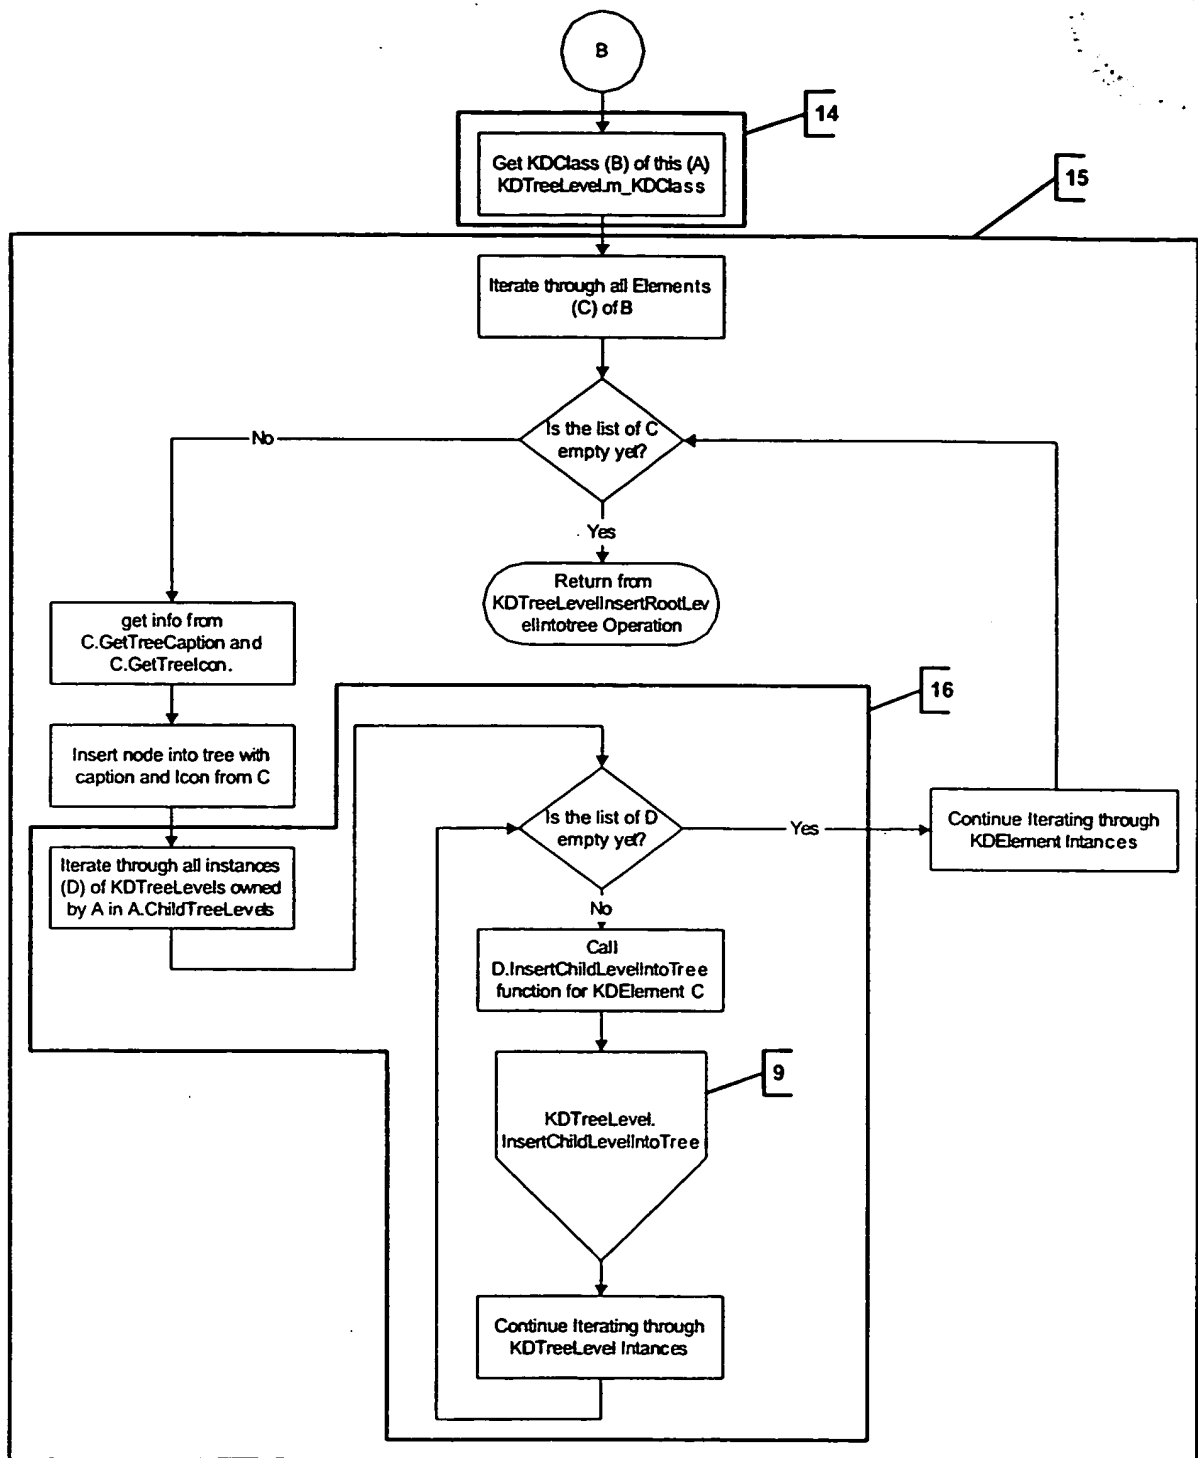 B
14
Get KDClass (B) of this (A)
KDTreeLevel.m_KDClass
15
Iterate through all Elements
(C) of B
Is the list of C
empty yet?
No
Yes
Return from
KDTreeLevelInsertRootLev
elIntotree Operation
get info from
C.GetTreeCaption and
C.GetTreeIcon.
16
Insert node into tree with
caption and Icon from C
Is the list of D
empty yet?
Yes
Continue Iterating through
KDElement Intances
Iterate through all instances
(D) of KDTreeLevels owned
by A in A.ChildTreeLevels
No
Call
D.InsertChildLevelIntoTree
function for KDElement C
9
KDTreeLevel.
InsertChildLevelIntoTree
Continue Iterating through
KDTreeLevel Intances